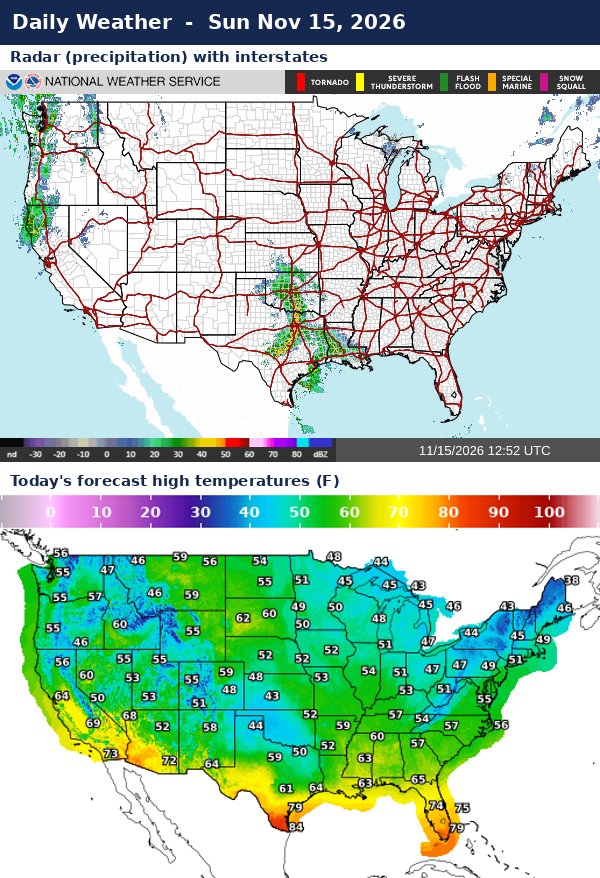 Daily Weather - Sun Nov 15, 2026
Radar (precipitation) with interstates
NATIONAL WEATHER SERVICE
TORNADO
SEVERE THUNDERSTORM
FLASH FLOOD
SPECIAL MARINE
SNOW SQUALL
11/15/2026 12:52 UTC
nd -30 -20 -10 0 10 20 30 40 50 60 70 80 dBZ
Today's forecast high temperatures (F)
0 10 20 30 40 50 60 70 80 90 100
56 46 59 56 54 48 44
55 47 55 51 45 45 43 38
55 57 46 59 49 50 45 46 43 46
55 60 55 62 60 50 48 44 45 49
46 52 52 52 51 47
56 55 55 59 48 53 54 51 47 47 49 51
64 60 53 55 48 43 53 51 55
50 53 51
69 68 52 58 44 52 59 57 54 57 56
73 72 64 59 50 52 63 60 57
61 64 63 65
79 74 75
84 79